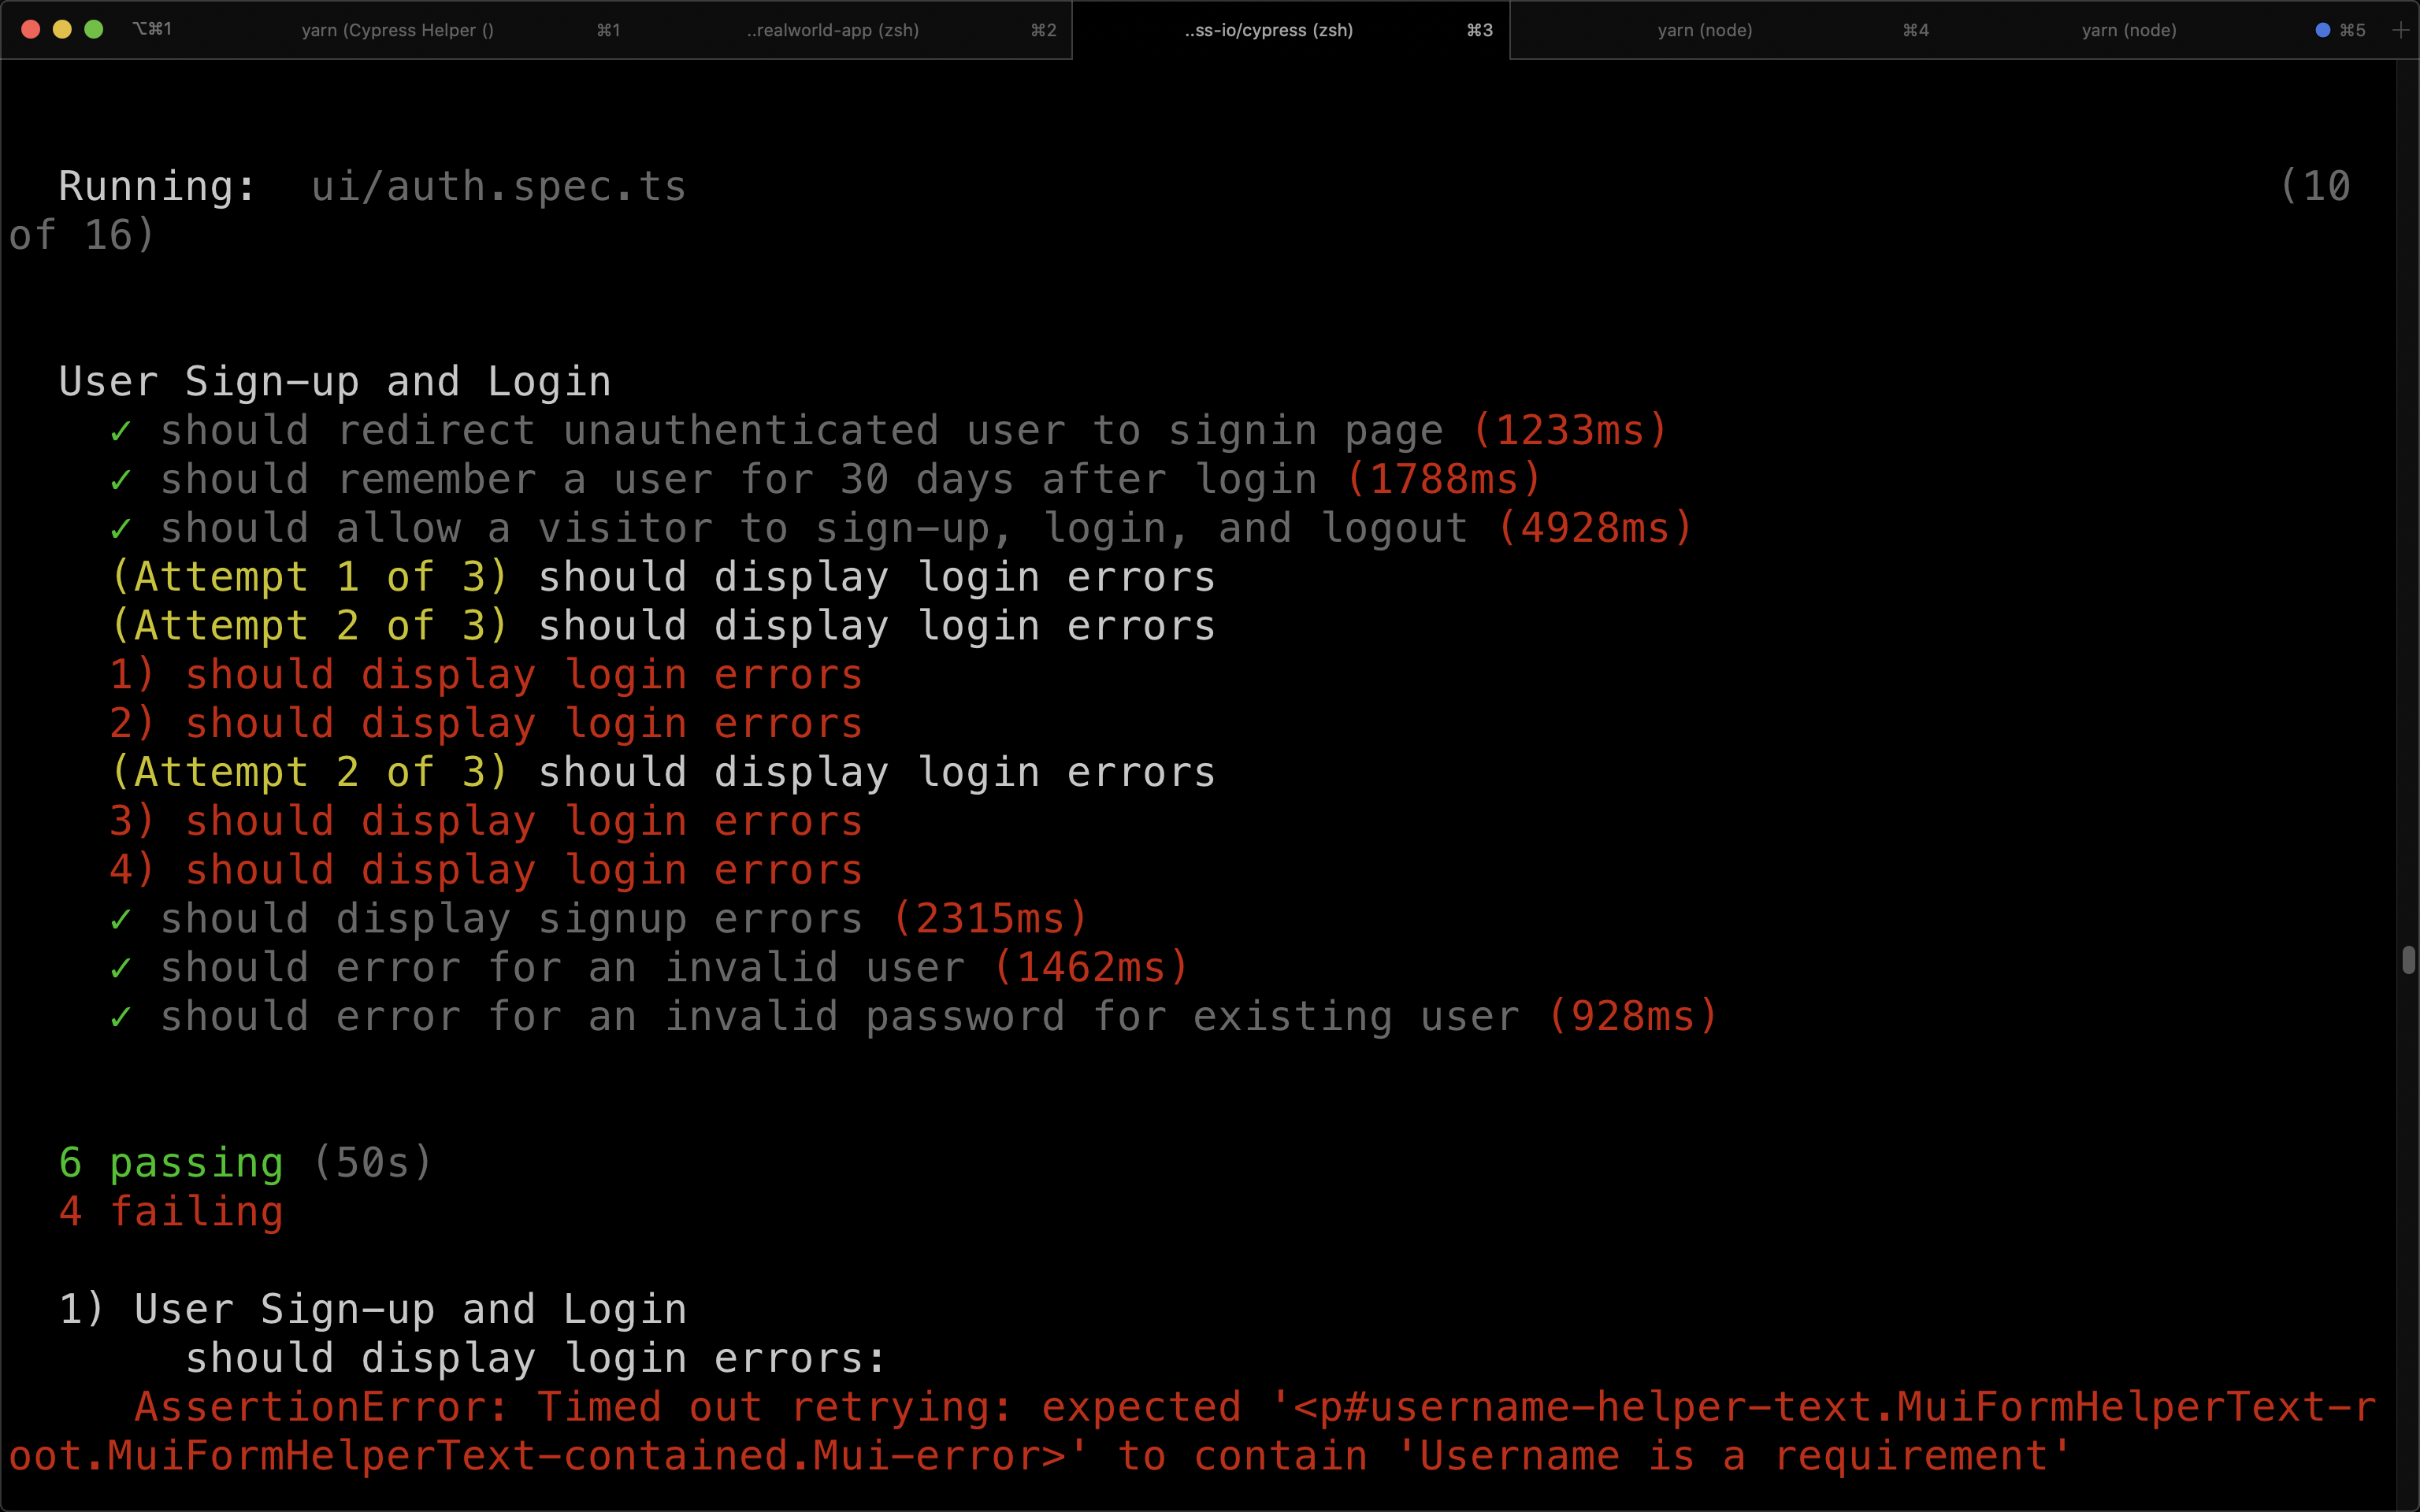 ⌥⌘1 yarn (Cypress Helper () ⌘1 ..realworld-app (zsh) ⌘2 ..ss-io/cypress (zsh) ⌘3 yarn (node) ⌘4 yarn (node) ⌘5 +
Running: ui/auth.spec.ts (10
of 16)
User Sign-up and Login
✓ should redirect unauthenticated user to signin page (1233ms)
✓ should remember a user for 30 days after login (1788ms)
✓ should allow a visitor to sign-up, login, and logout (4928ms)
(Attempt 1 of 3) should display login errors
(Attempt 2 of 3) should display login errors
1) should display login errors
2) should display login errors
(Attempt 2 of 3) should display login errors
3) should display login errors
4) should display login errors
✓ should display signup errors (2315ms)
✓ should error for an invalid user (1462ms)
✓ should error for an invalid password for existing user (928ms)
6 passing (50s)
4 failing
1) User Sign-up and Login
should display login errors:
AssertionError: Timed out retrying: expected '<p#username-helper-text.MuiFormHelperText-r
oot.MuiFormHelperText-contained.Mui-error>' to contain 'Username is a requirement'